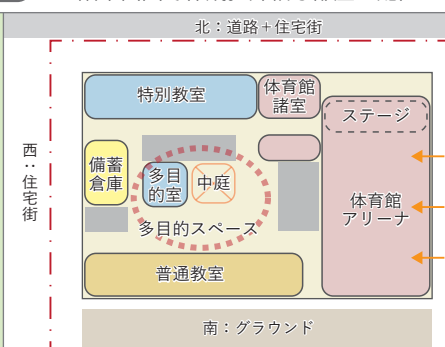 北：道路＋住宅街
特別教室
体育館
諸室
ステージ
西：住宅街
備蓄
倉庫
多目
的室
中庭
体育館
アリーナ
多目的スペース
普通教室
南：グラウンド